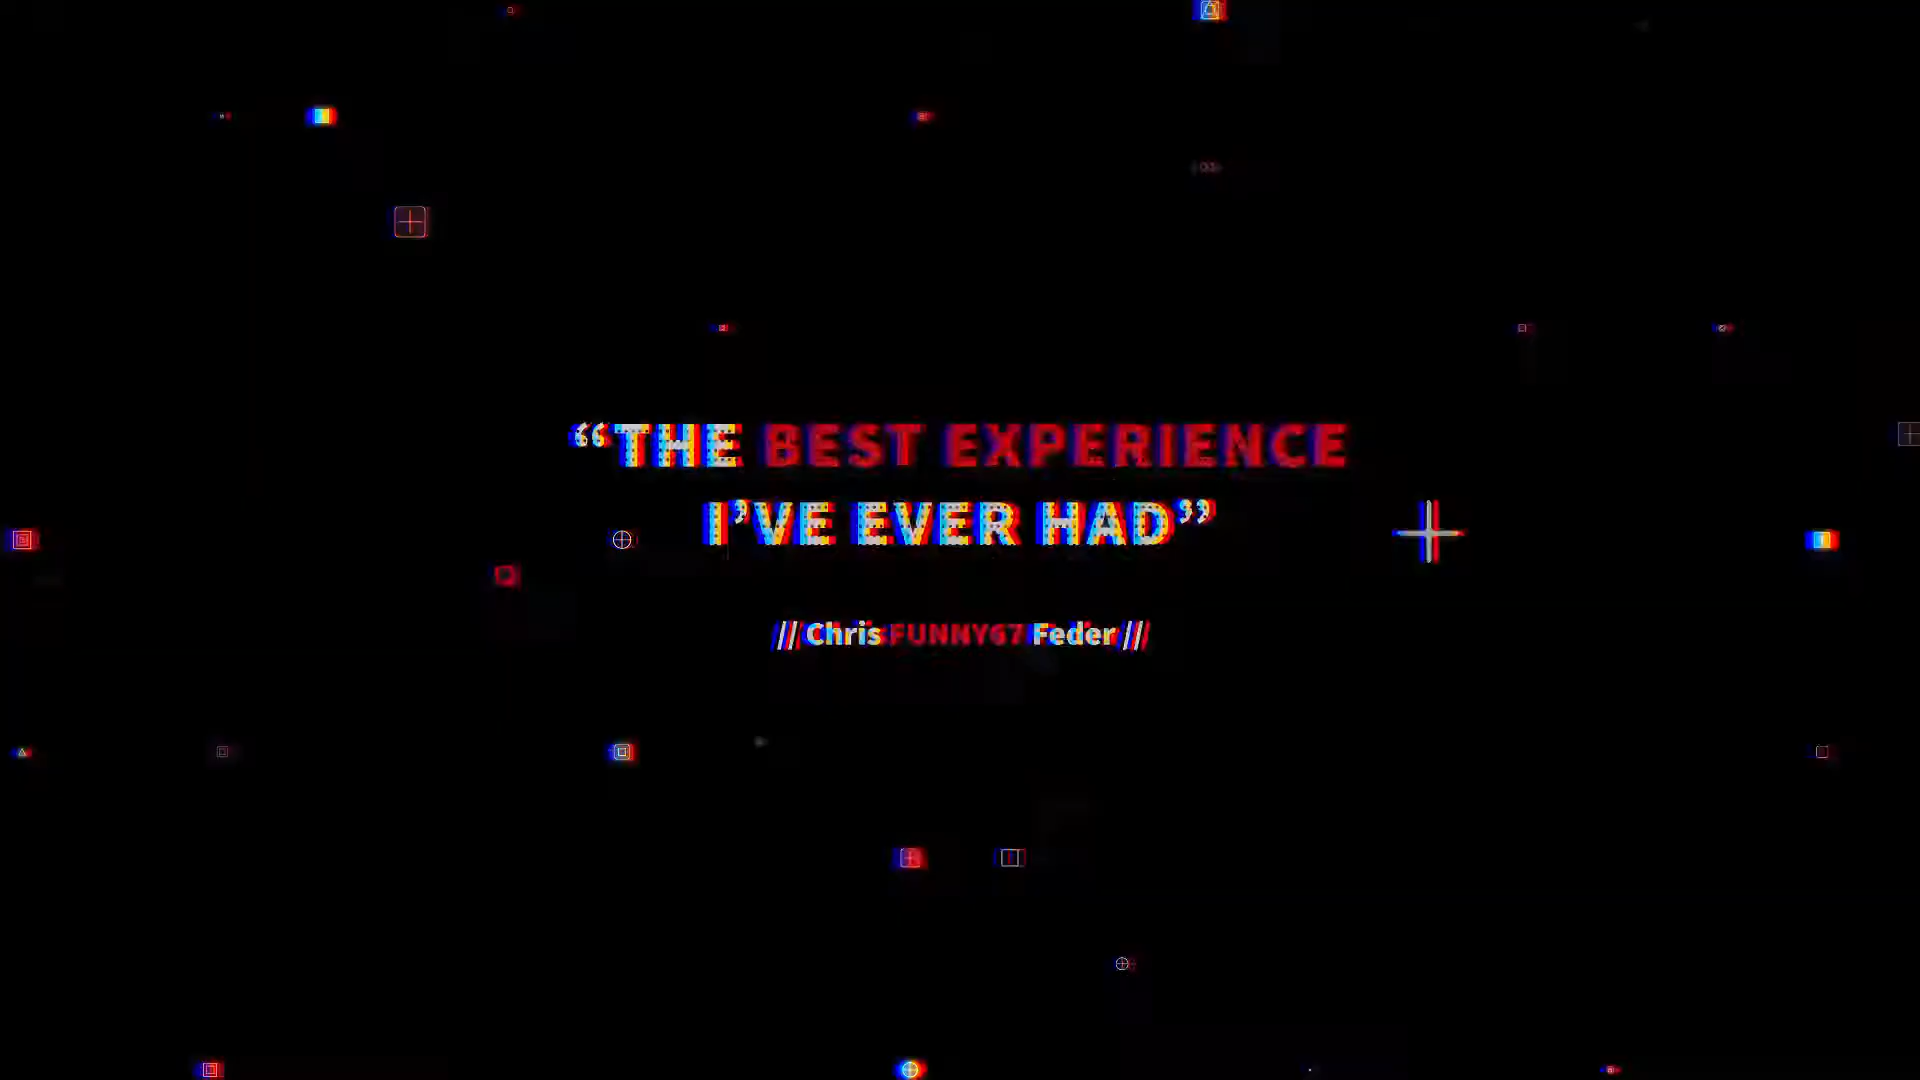 “THE BEST EXPERIENCE
I’VE EVER HAD”
// Chris FUNNY67 Feder //